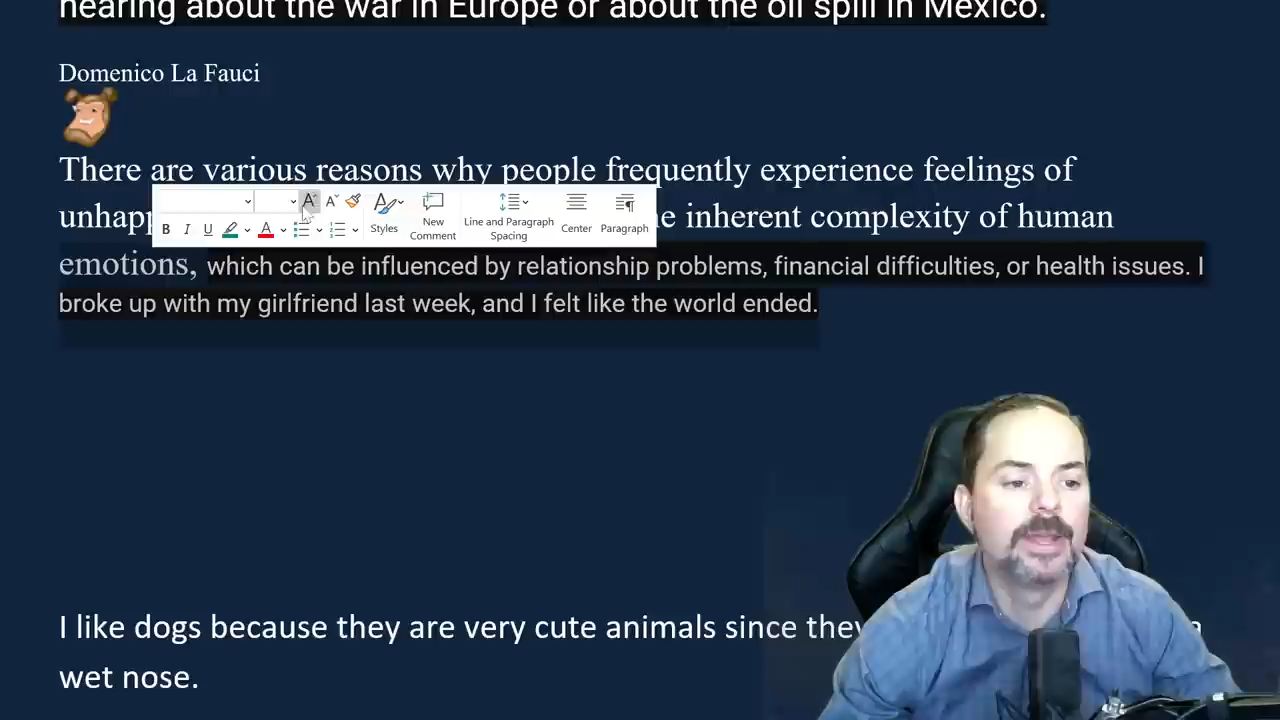 hearing about the war in Europe or about the oil spill in Mexico.
Domenico La Fauci
There are various reasons why people frequently experience feelings of
unhapp he inherent complexity of human
A A Styles New Comment Line and Paragraph Spacing Center Paragraph
B I U A
emotions, which can be influenced by relationship problems, financial difficulties, or health issues. I
broke up with my girlfriend last week, and I felt like the world ended.
I like dogs because they are very cute animals since they
wet nose.